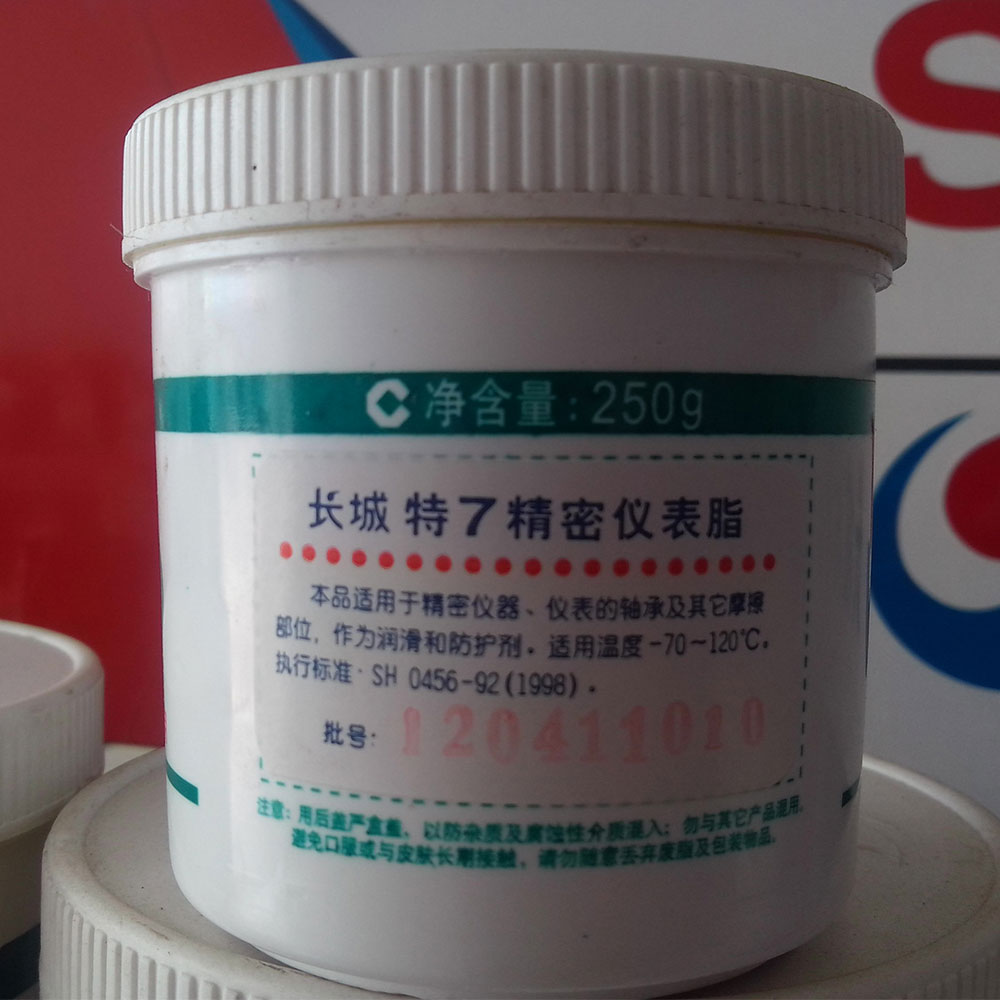 净含量:250g
长城 特7精密仪表脂
本品适用于精密仪器、仪表的轴承及其它摩擦
部位,作为润滑和防护剂。适用温度-70~120℃。
执行标准·SH 0456-92(1998)。
批号:120411010
注意:用后盖严盒盖,以防杂质及腐蚀性介质混入;勿与其它产品混用,
避免口服或与皮肤长期接触,请勿随意丢弃废脂及包装物品。
S